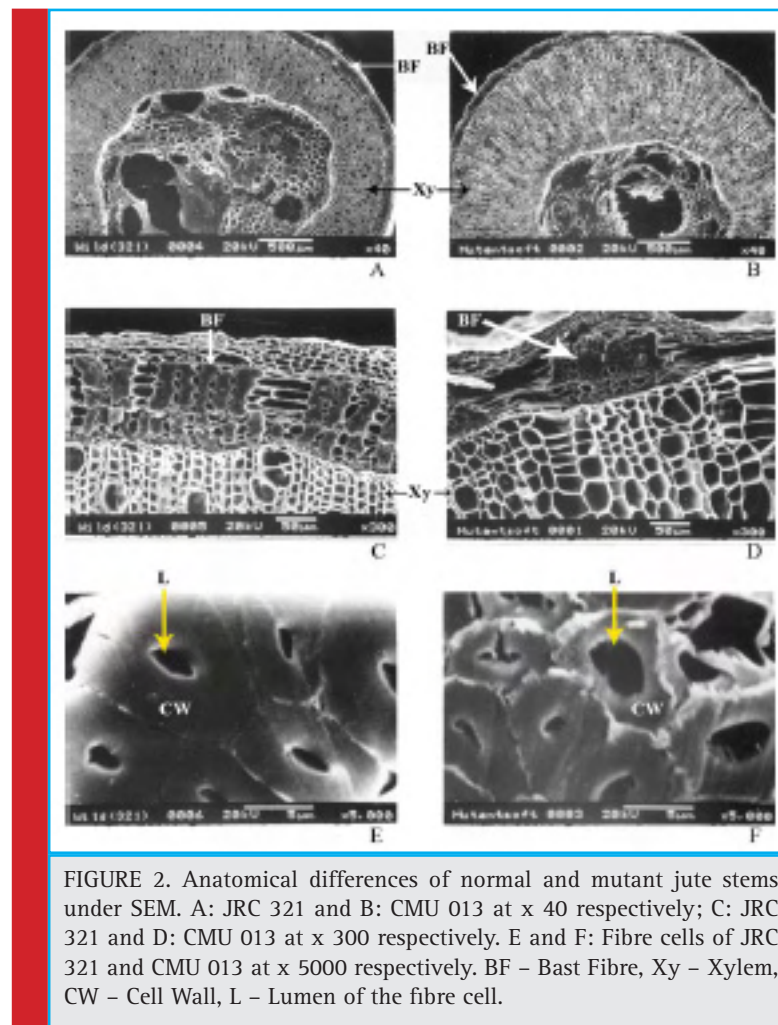 BF
BF
Xy
Wild(321) 0004 20kU 500µm x40
Mutantsoft 0002 20kU 500µm x40
A
B
BF
BF
Xy
Wild(321) 0005 20kU 50µm x300
Mutantsoft 0001 20kU 50µm x300
C
D
L
L
CW
CW
Wild(321) 0006 20kU 5µm x5,000
Mutantsoft 0003 20kU 5µm x5,000
E
F
FIGURE 2. Anatomical differences of normal and mutant jute stems
under SEM. A: JRC 321 and B: CMU 013 at x 40 respectively; C: JRC
321 and D: CMU 013 at x 300 respectively. E and F: Fibre cells of JRC
321 and CMU 013 at x 5000 respectively. BF – Bast Fibre, Xy – Xylem,
CW – Cell Wall, L – Lumen of the fibre cell.